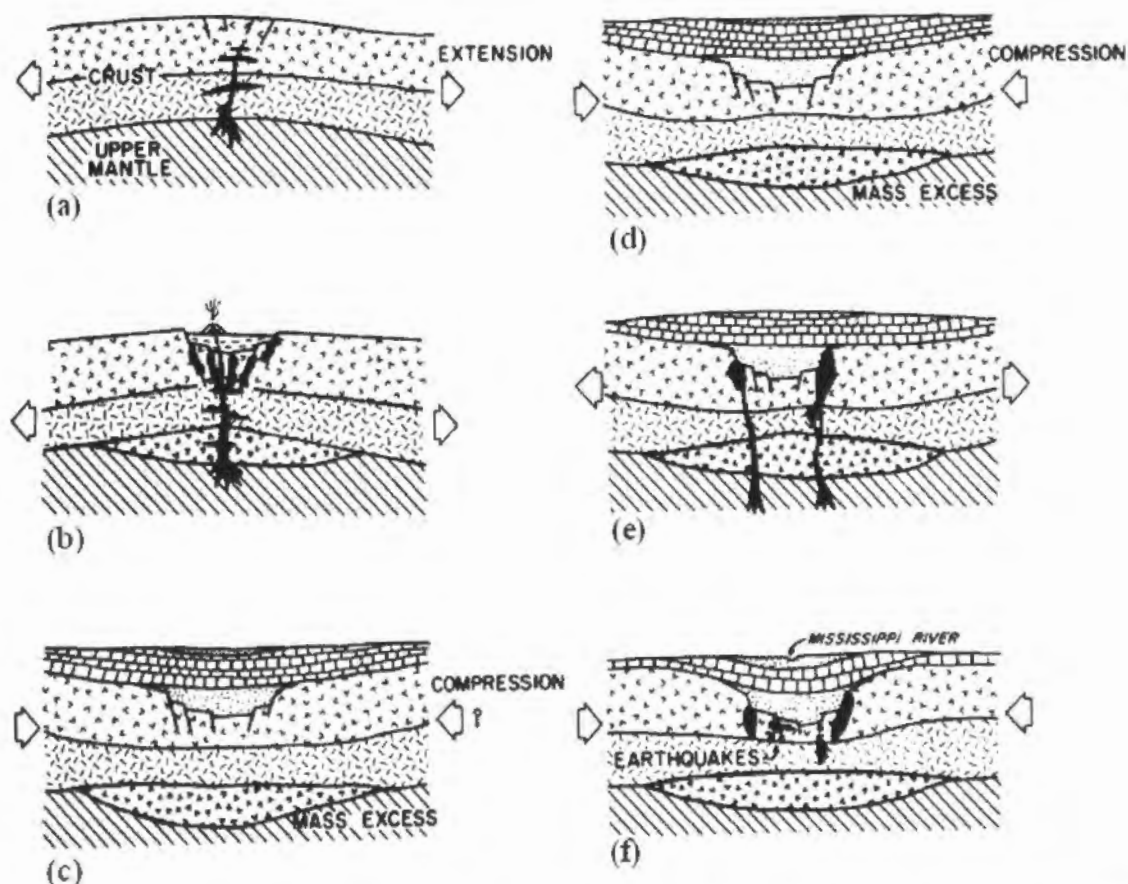 EXTENSION
CRUST
UPPER
MANTLE
(a)
(b)
COMPRESSION
?
MASS EXCESS
(c)
COMPRESSION
MASS EXCESS
(d)
(e)
MISSISSIPPI RIVER
EARTHQUAKES
(f)